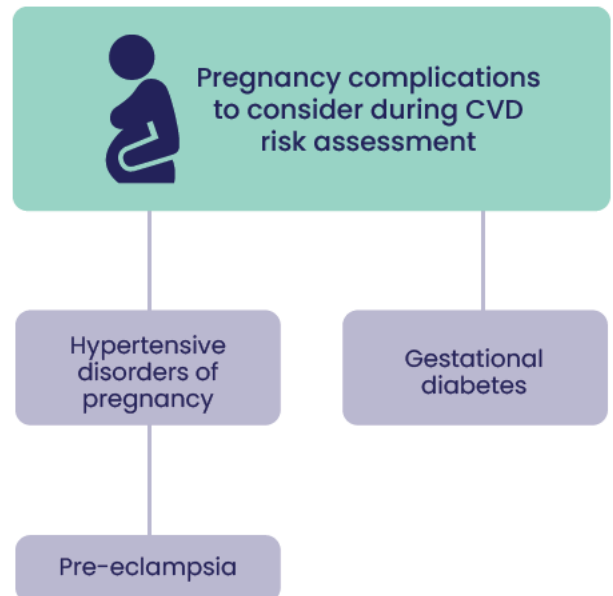 Pregnancy complications
to consider during CVD
risk assessment
Hypertensive
disorders of
pregnancy
Gestational
diabetes
Pre-eclampsia